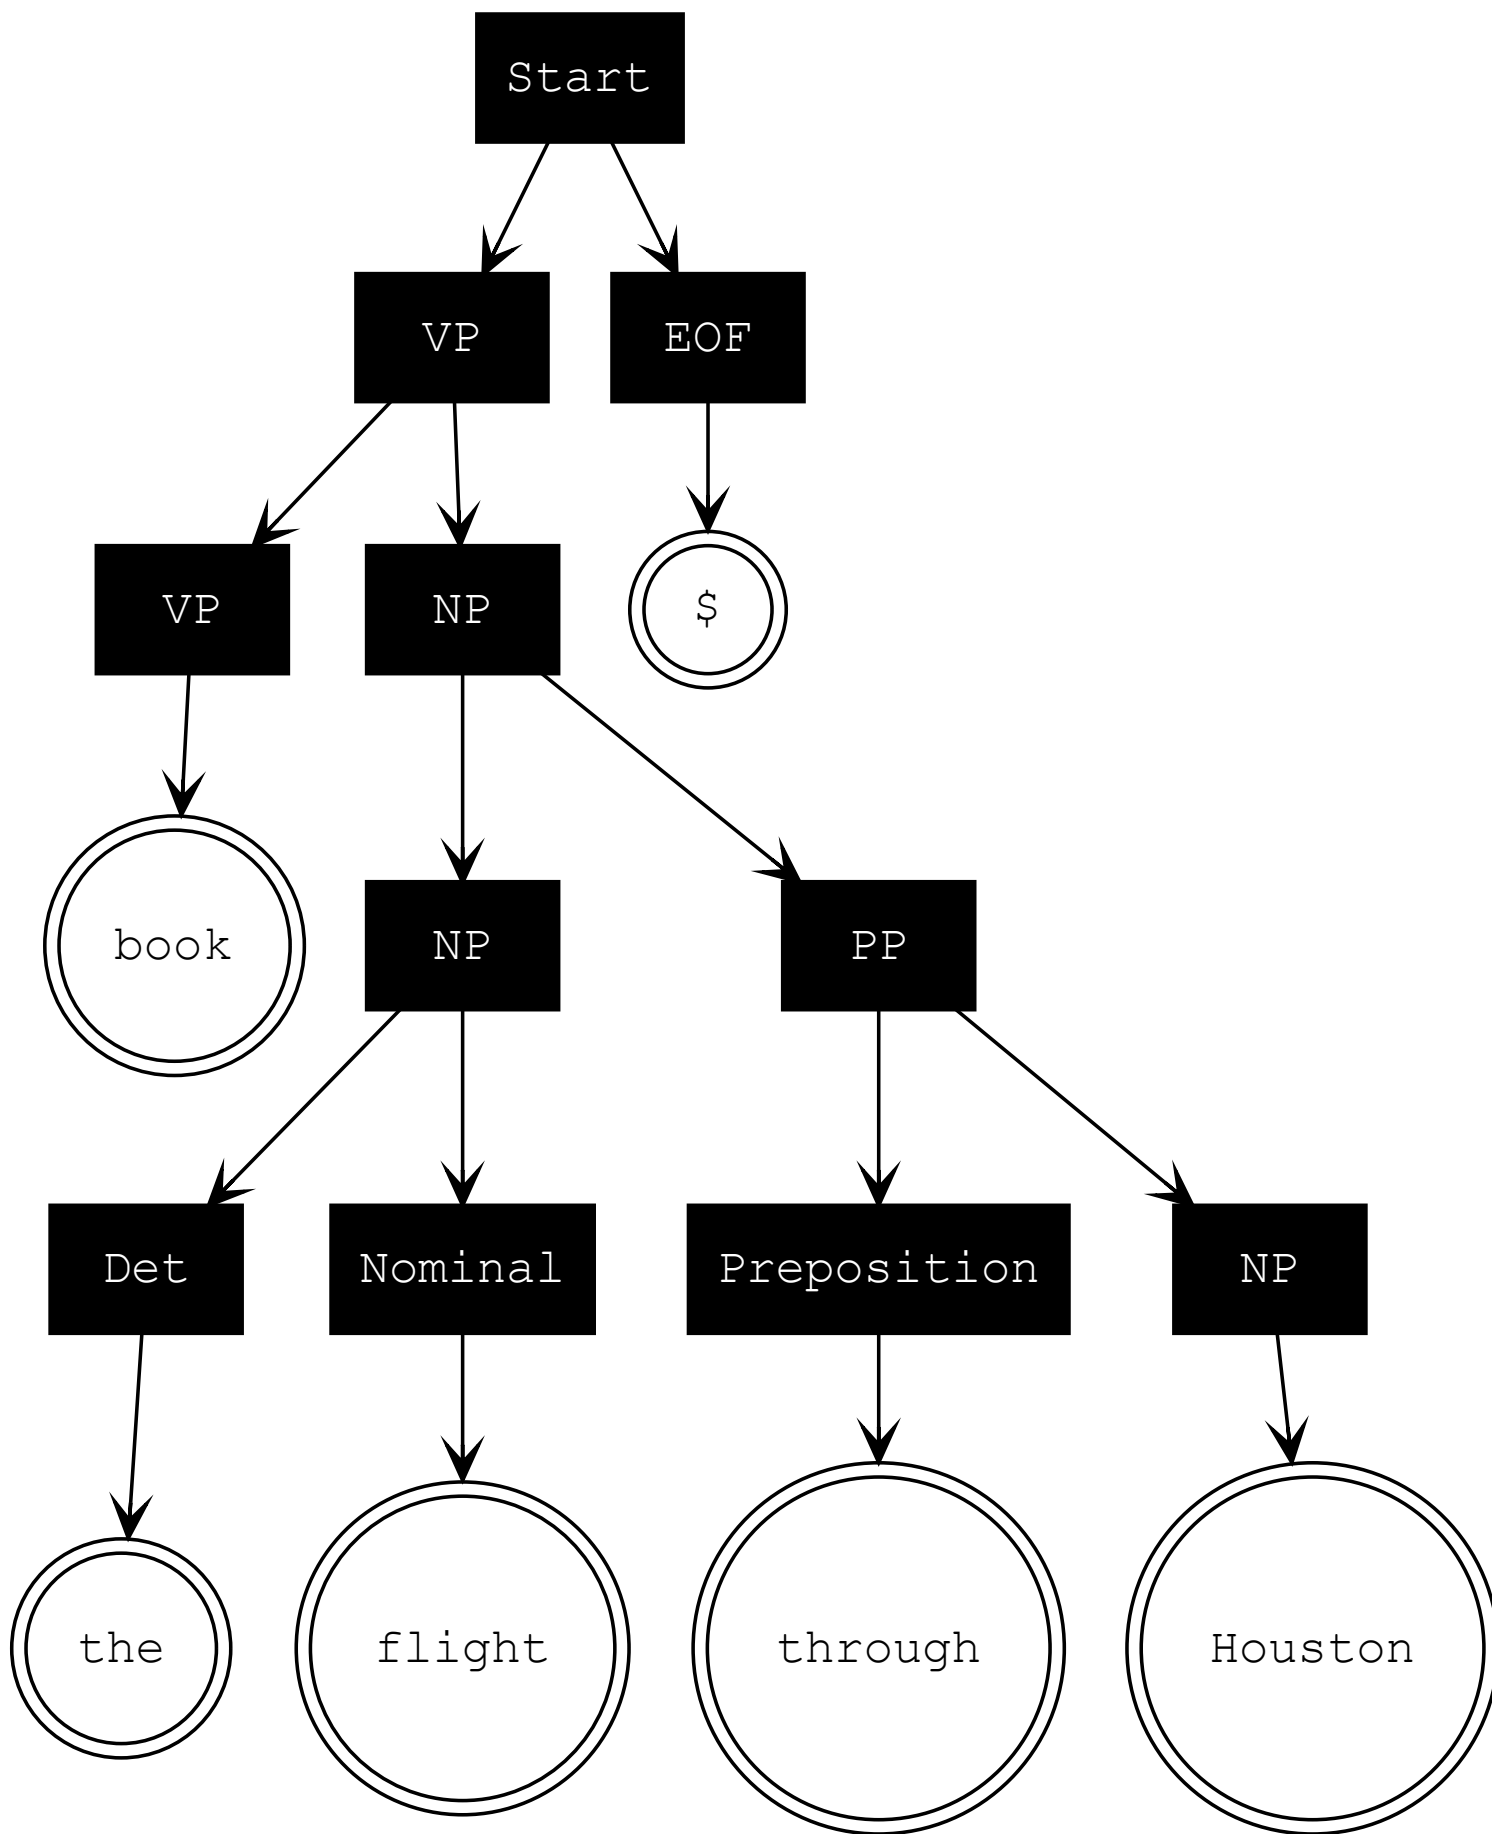 Start
VP EOF
VP NP $
book NP PP
Det Nominal Preposition NP
the flight through Houston